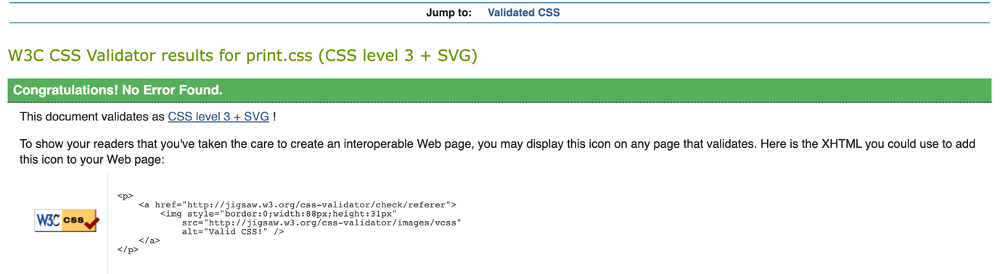 Jump to: Validated CSS
W3C CSS Validator results for print.css (CSS level 3 + SVG)
Congratulations! No Error Found.
This document validates as CSS level 3 + SVG !
To show your readers that you've taken the care to create an interoperable Web page, you may display this icon on any page that validates. Here is the XHTML you could use to add
this icon to your Web page:
W3C css
<p>
<a href="http://jigsaw.w3.org/css-validator/check/referer">
<img style="border:0;width:88px;height:31px"
src="http://jigsaw.w3.org/css-validator/images/vcss"
alt="Valid CSS!" />
</a>
</p>